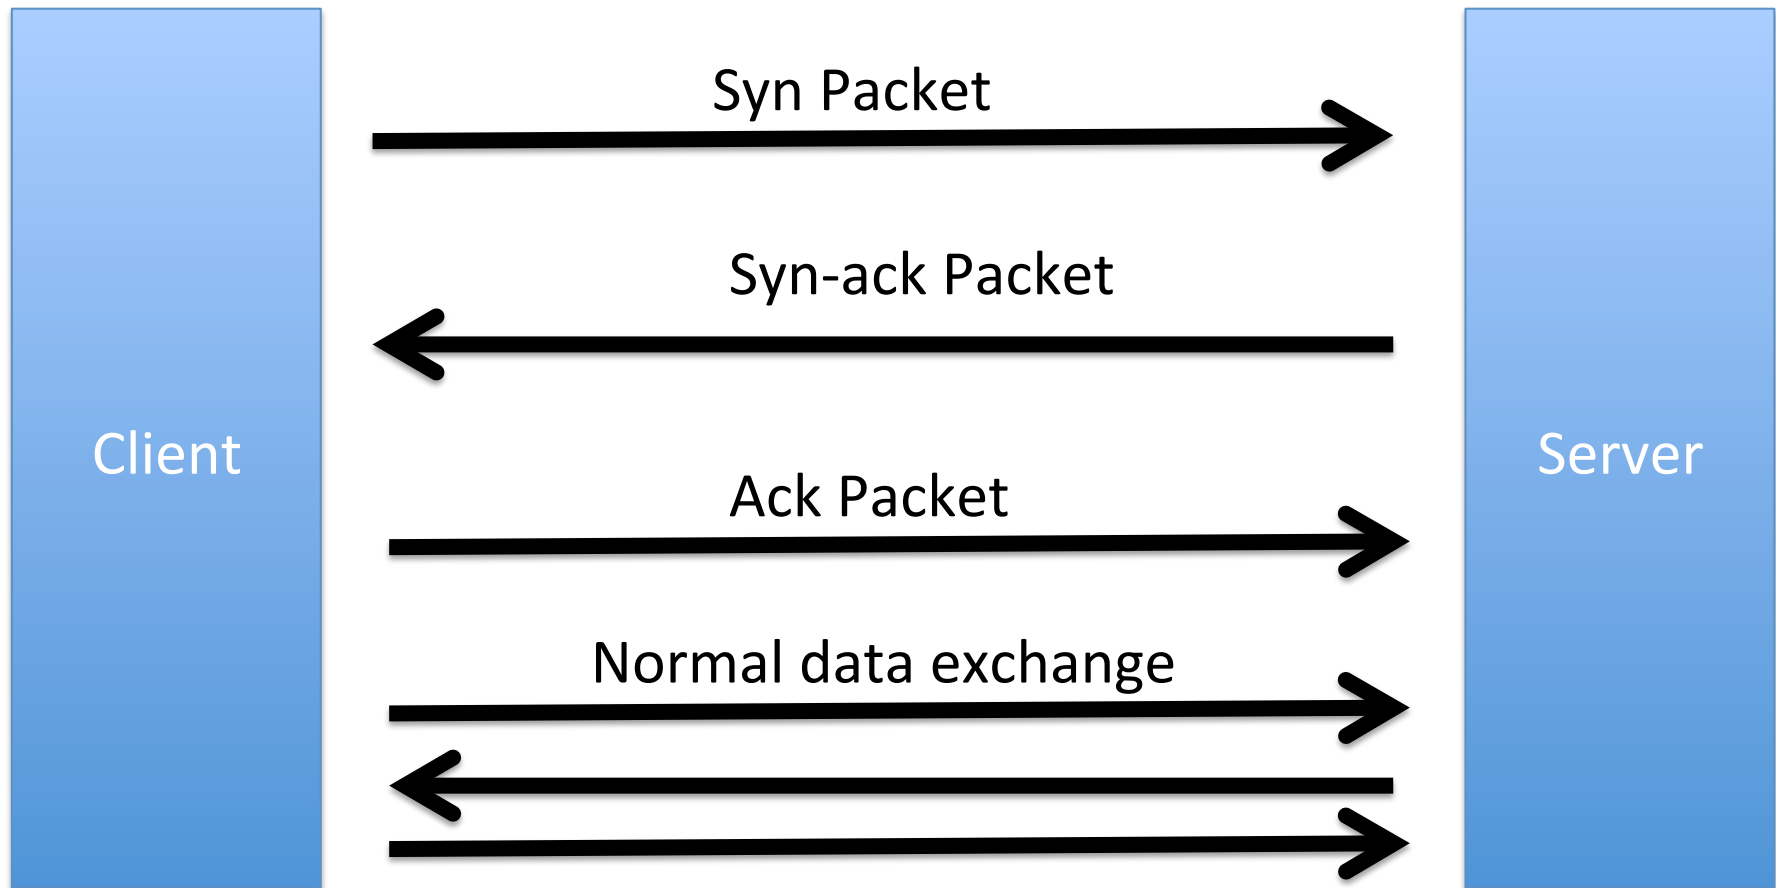 Syn Packet
Syn-ack Packet
Client
Server
Ack Packet
Normal data exchange